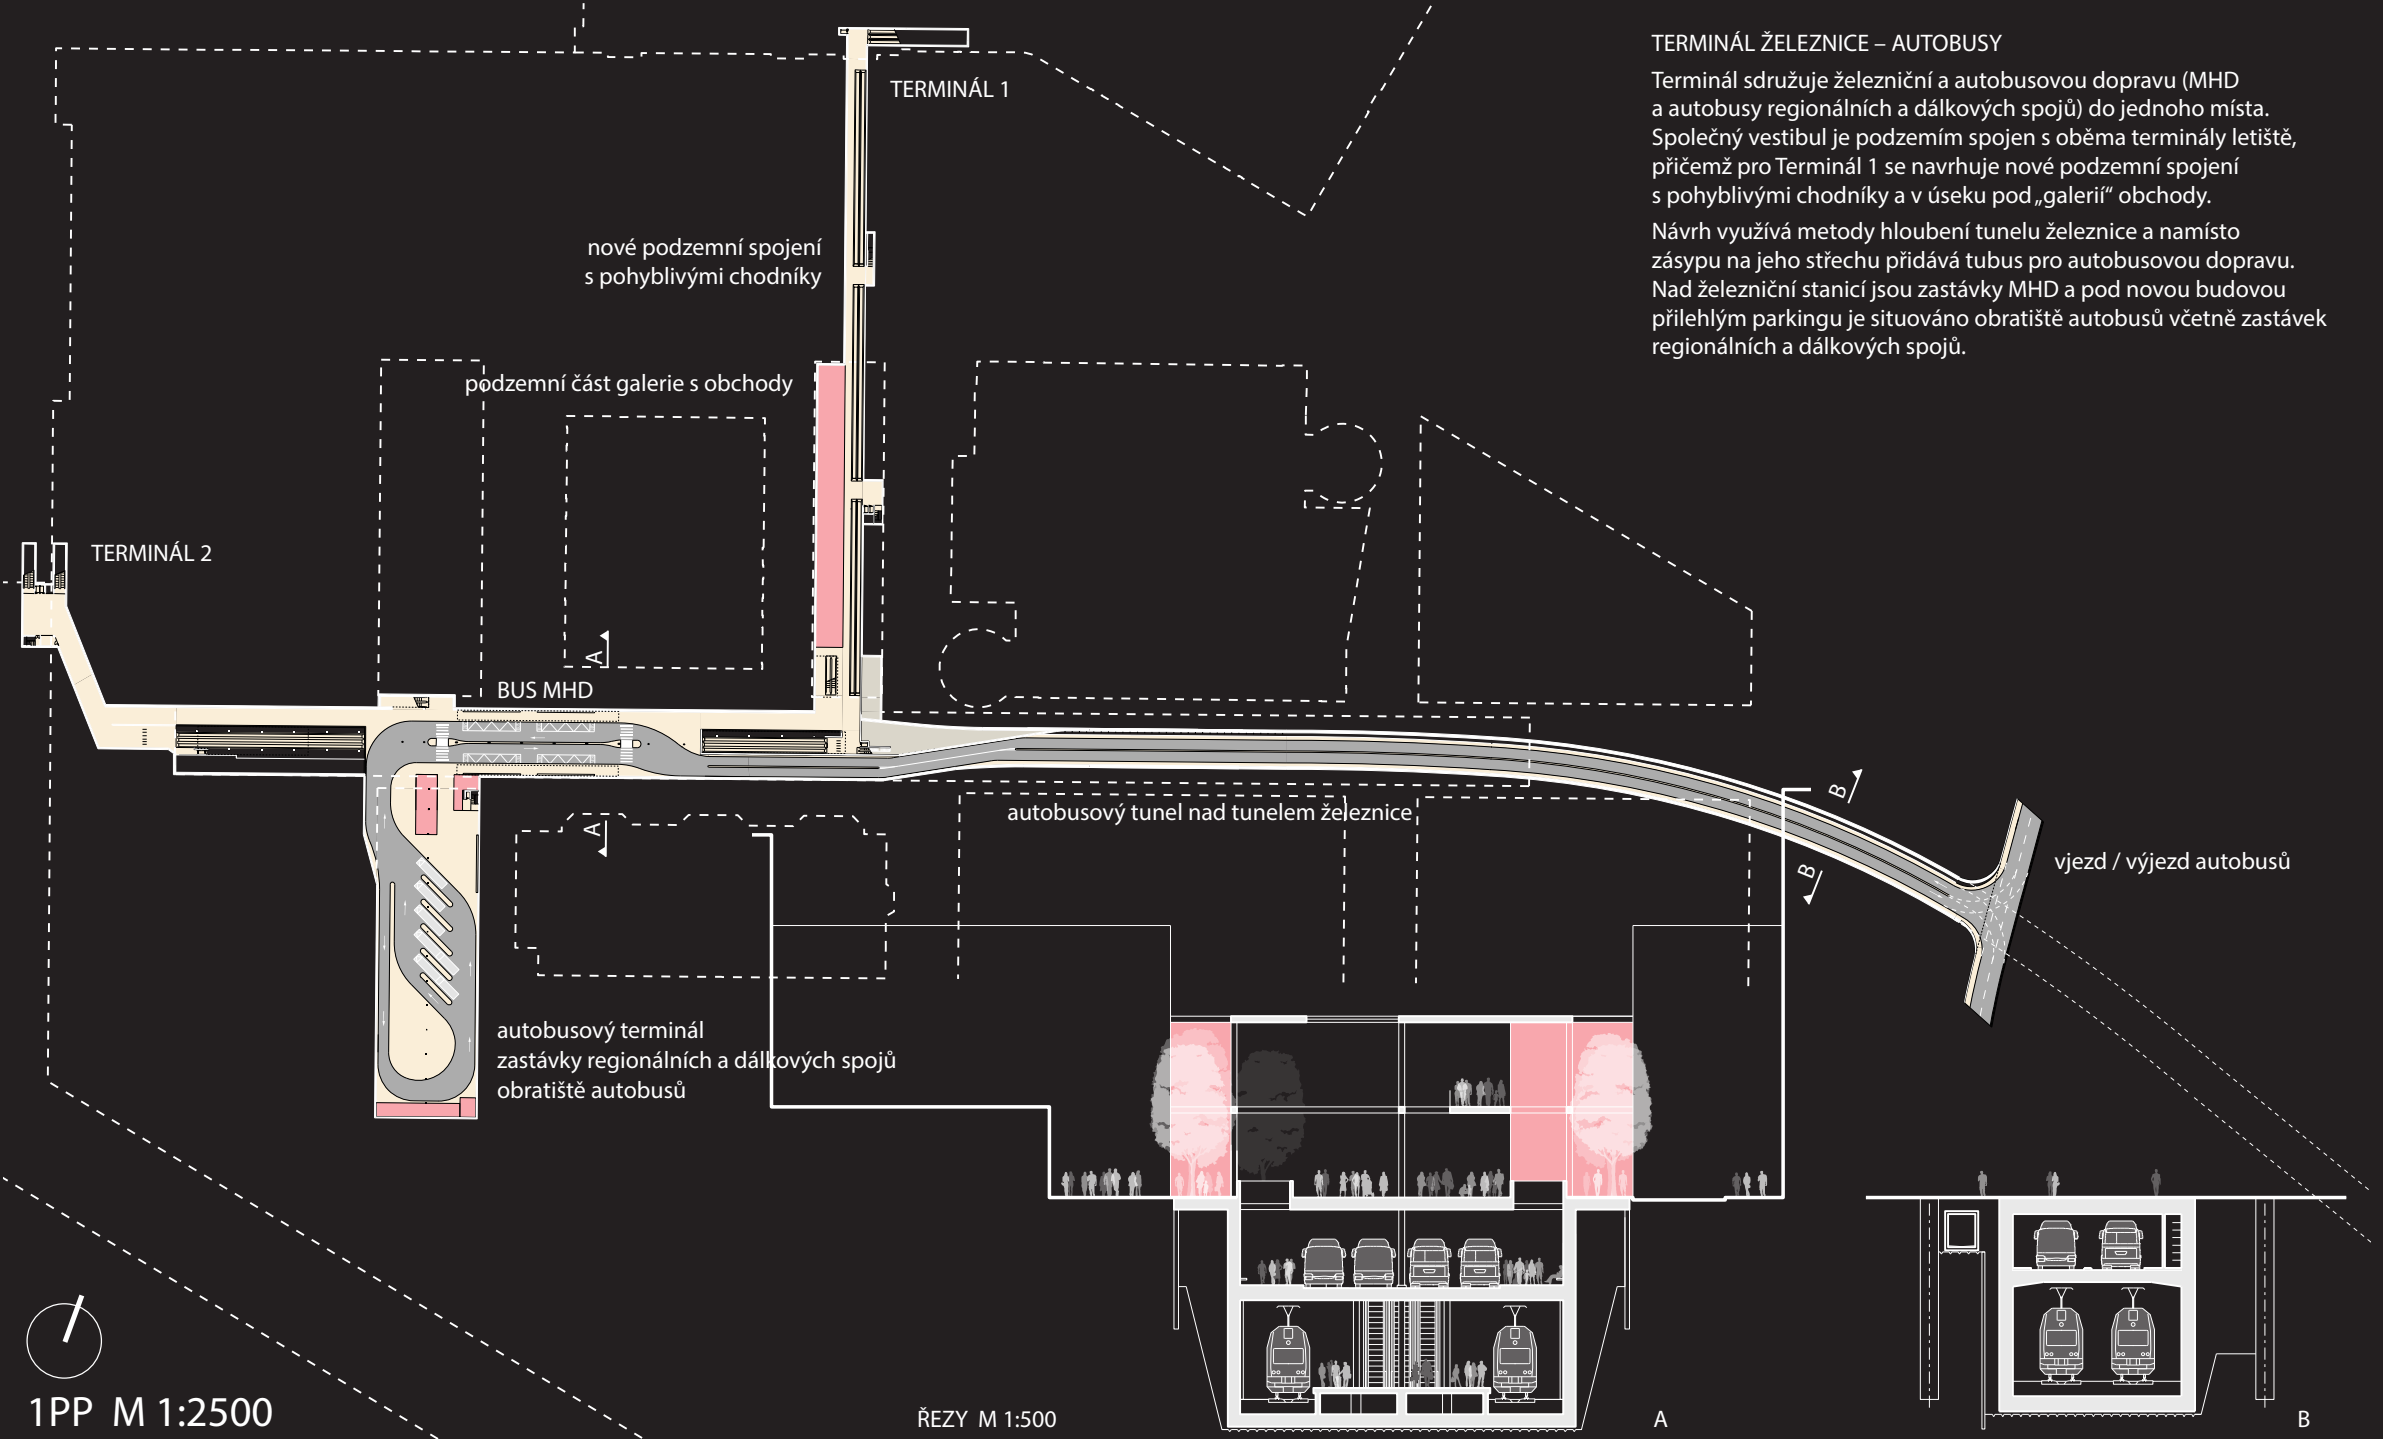 TERMINÁL ŽELEZNICE – AUTOBUSY
Terminál sdružuje železniční a autobusovou dopravu (MHD
a autobusy regionálních a dálkových spojů) do jednoho místa.
Společný vestibul je podzemím spojen s oběma terminály letiště,
přičemž pro Terminál 1 se navrhuje nové podzemní spojení
s pohyblivými chodníky a v úseku pod „galerií“ obchody.
Návrh využívá metody hloubení tunelu železnice a namísto
zásypu na jeho střechu přidává tubus pro autobusovou dopravu.
Nad železniční stanicí jsou zastávky MHD a pod novou budovou
přilehlým parkingu je situováno obratiště autobusů včetně zastávek
regionálních a dálkových spojů.
TERMINÁL 1
nové podzemní spojení
s pohyblivými chodníky
podzemní část galerie s obchody
TERMINÁL 2
A
BUS MHD
autobusový tunel nad tunelem železnice
A
B
B
vjezd / výjezd autobusů
autobusový terminál
zastávky regionálních a dálkových spojů
obratiště autobusů
1PP M 1:2500
ŘEZY M 1:500
A
B